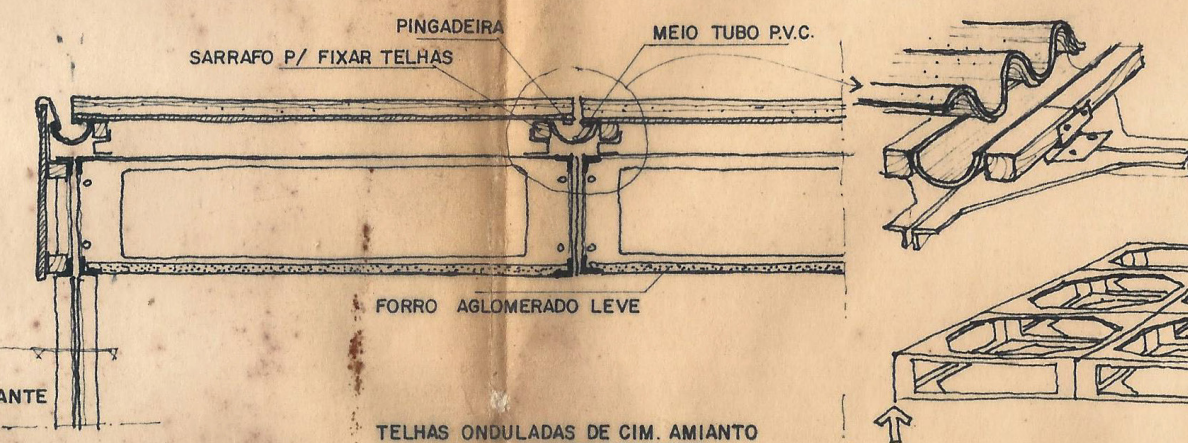 PINGADEIRA
MEIO TUBO P.V.C.
SARRAFO P/ FIXAR TELHAS
FORRO AGLOMERADO LEVE
ANTE
TELHAS ONDULADAS DE CIM. AMIANTO